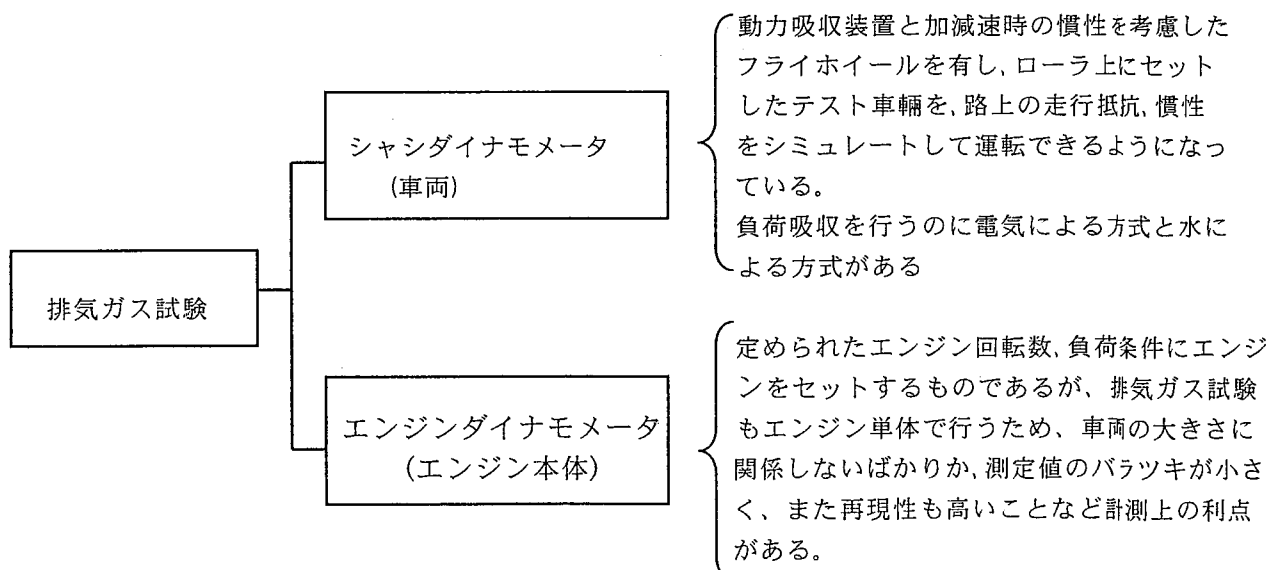 動力吸収装置と加減速時の慣性を考慮した
フライホイールを有し,ローラ上にセット
したテスト車輛を,路上の走行抵抗,慣性
をシミュレートして運転できるようになっ
ている。
負荷吸収を行うのに電気による方式と水に
よる方式がある
シャシダイナモメータ
(車両)
排気ガス試験
エンジンダイナモメータ
(エンジン本体)
定められたエンジン回転数,負荷条件にエンジ
ンをセットするものであるが、排気ガス試験
もエンジン単体で行うため、車両の大きさに
関係しないばかりか,測定値のバラツキが小さ
く、また再現性も高いことなど計測上の利点
がある。